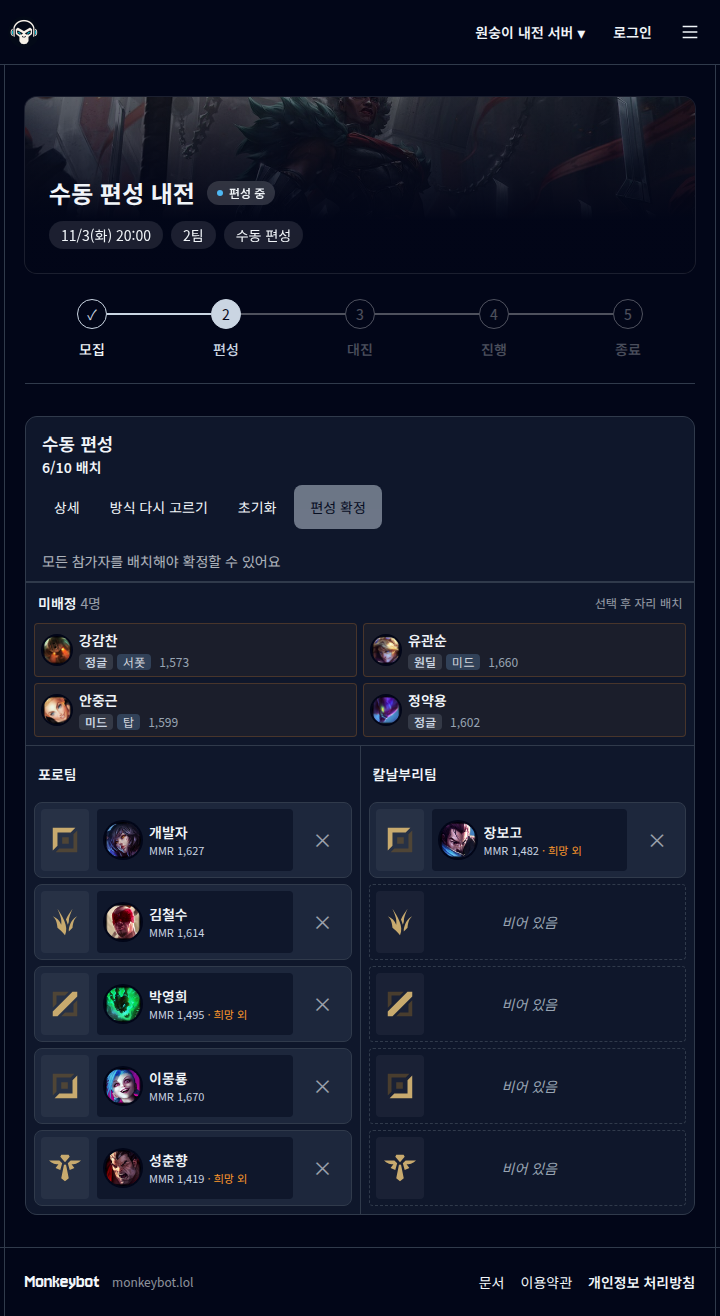 원숭이 내전 서버 ▼ 로그인
수동 편성 내전 편성 중
11/3(화) 20:00 2팀 수동 편성
✓ 2 3 4 5
모집 편성 대진 진행 종료
수동 편성
6/10 배치
상세 방식 다시 고르기 초기화 편성 확정
모든 참가자를 배치해야 확정할 수 있어요
미배정 4명 선택 후 자리 배치
강감찬
정글 서폿 1,573
유관순
원딜 미드 1,660
안중근
미드 탑 1,599
정약용
정글 1,602
포로팀
개발자
MMR 1,627
김철수
MMR 1,614
박영희
MMR 1,495 · 희망 외
이몽룡
MMR 1,670
성춘향
MMR 1,419 · 희망 외
칼날부리팀
장보고
MMR 1,482 · 희망 외
비어 있음
비어 있음
비어 있음
비어 있음
Monkeybot monkeybot.lol 문서 이용약관 개인정보 처리방침